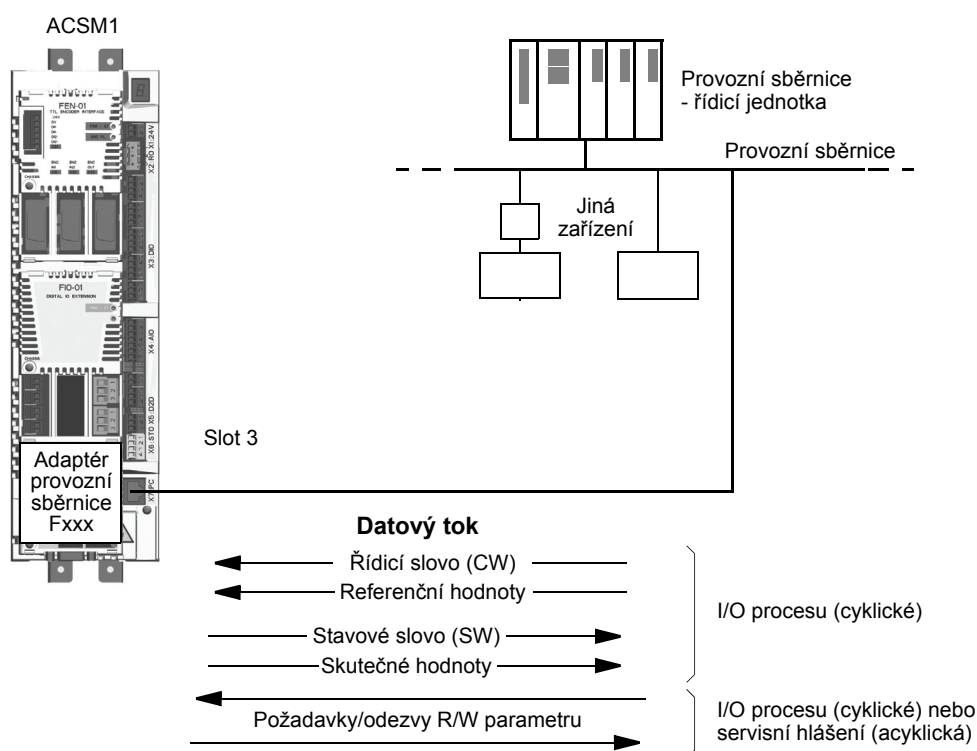 ACSM1
Provozní sběrnice
- řídicí jednotka
Provozní sběrnice
Jiná
zařízení
FEN-01
TTL ENCODER INTERFACE
X1:24V
X2: RO
X3: DIO
FIO-01
DIGITAL IO EXTENSION
CHASSIS
X4: AIO
X5: D2D
X6: STO
X7: PC
Slot 3
Adaptér
provozní
sběrnice
Fxxx
Datový tok
Řídicí slovo (CW)
Referenční hodnoty
I/O procesu (cyklické)
Stavové slovo (SW)
Skutečné hodnoty
Požadavky/odezvy R/W parametru
I/O procesu (cyklické) nebo
servisní hlášení (acyklická)